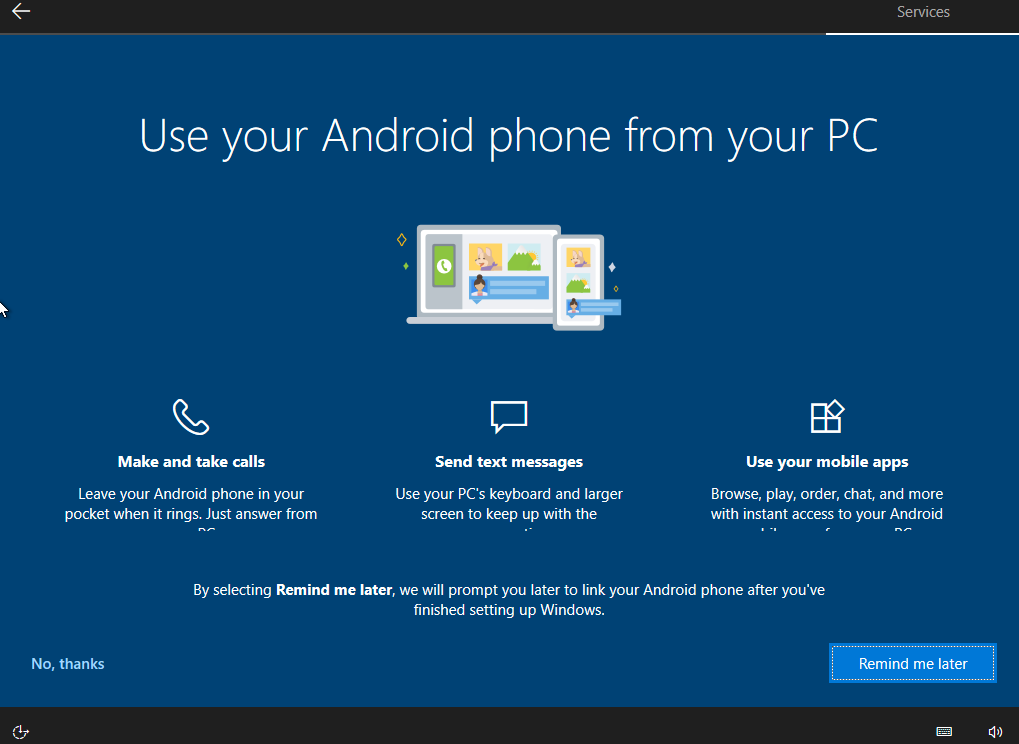 Services
Use your Android phone from your PC
Make and take calls
Leave your Android phone in your
pocket when it rings. Just answer from
Send text messages
Use your PC's keyboard and larger
screen to keep up with the
Use your mobile apps
Browse, play, order, chat, and more
with instant access to your Android
By selecting Remind me later, we will prompt you later to link your Android phone after you've
finished setting up Windows.
No, thanks
Remind me later